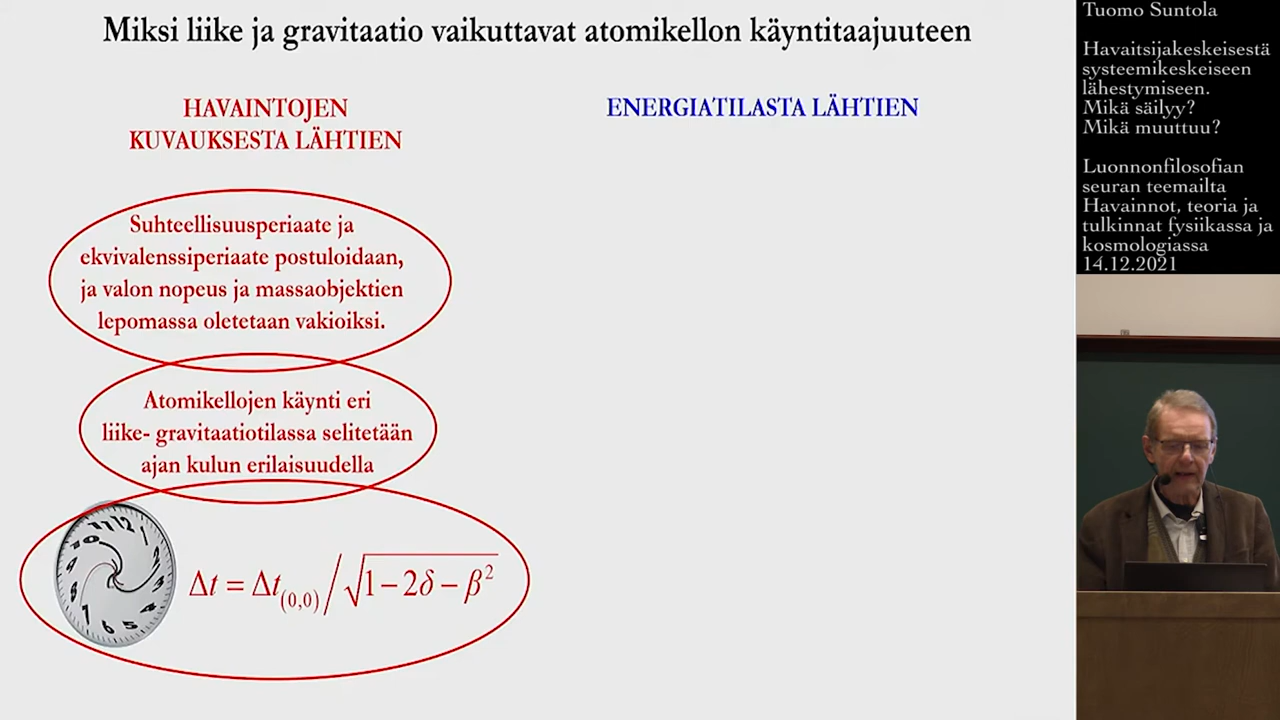 Miksi liike ja gravitaatio vaikuttavat atomikellon käyntitaajuuteen
HAVAINTOJEN
KUVAUKSESTA LÄHTIEN
ENERGIATILASTA LÄHTIEN
Suhteellisuusperiaate ja
ekvivalenssiperiaate postuloidaan,
ja valon nopeus ja massaobjektien
lepomassa oletetaan vakioiksi.
Atomikellojen käynti eri
liike- gravitaatiotilassa selitetään
ajan kulun erilaisuudella
Δt = Δt(0,0) / √1 − 2δ − β²
Tuomo Suntola
Havaitsijakeskeisestä
systeemikeskeiseen
lähestymiseen.
Mikä säilyy?
Mikä muuttuu?
Luonnonfilosofian
seuran teemailta
Havainnot, teoria ja
tulkinnat fysiikassa ja
kosmologiassa
14.12.2021